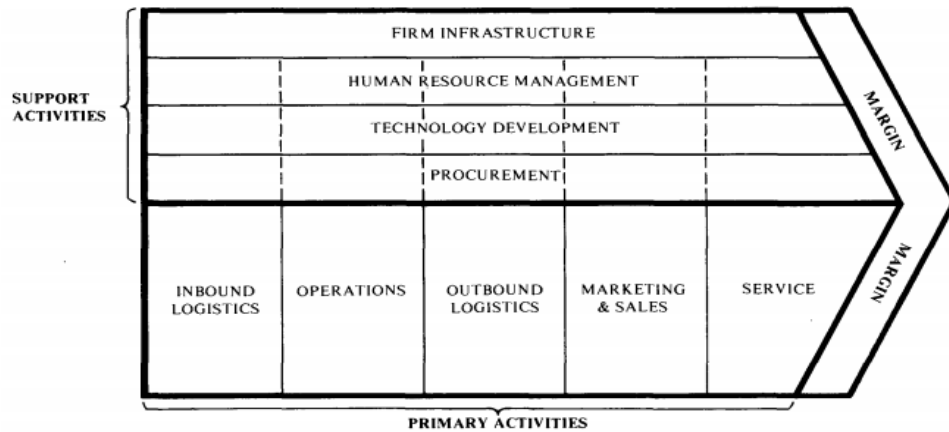 FIRM INFRASTRUCTURE
HUMAN RESOURCE MANAGEMENT
SUPPORT
ACTIVITIES
TECHNOLOGY DEVELOPMENT
PROCUREMENT
MARGIN
INBOUND
LOGISTICS
OPERATIONS
OUTBOUND
LOGISTICS
MARKETING
& SALES
SERVICE
MARGIN
PRIMARY ACTIVITIES